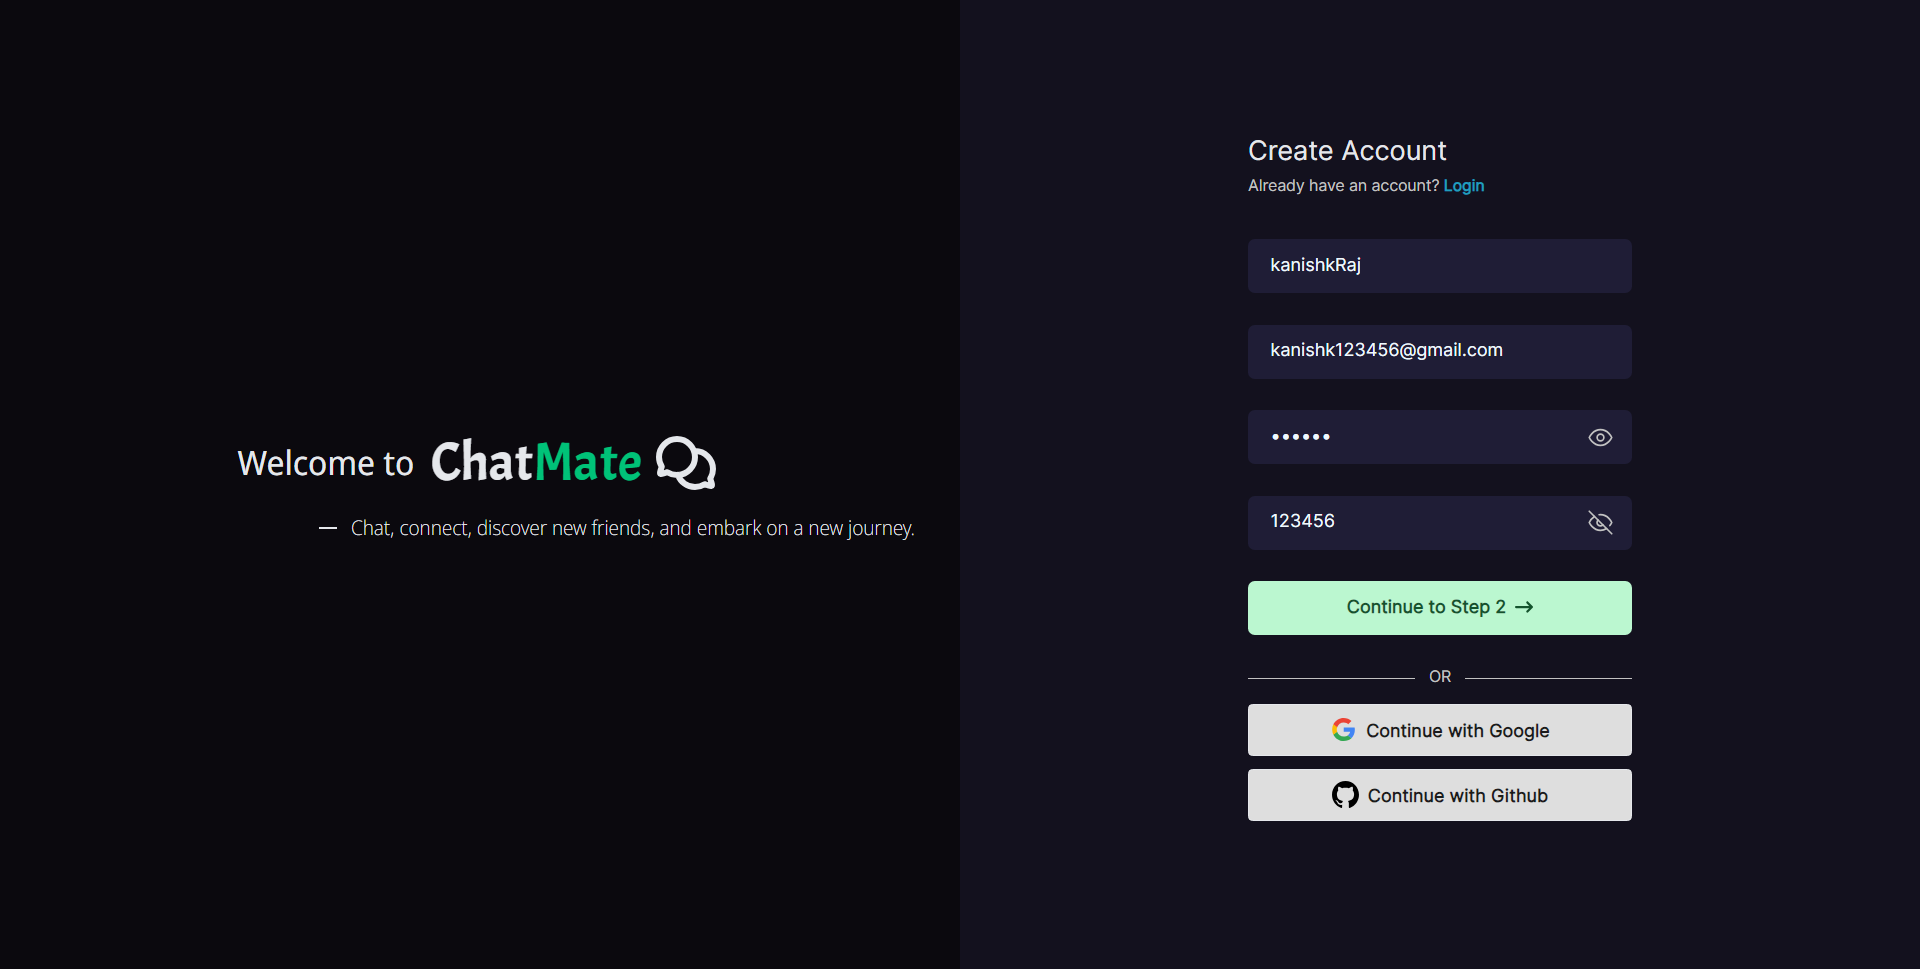 Welcome to ChatMate
— Chat, connect, discover new friends, and embark on a new journey.
Create Account
Already have an account? Login
kanishkRaj
kanishk123456@gmail.com
••••••
123456
Continue to Step 2 →
OR
Continue with Google
Continue with Github